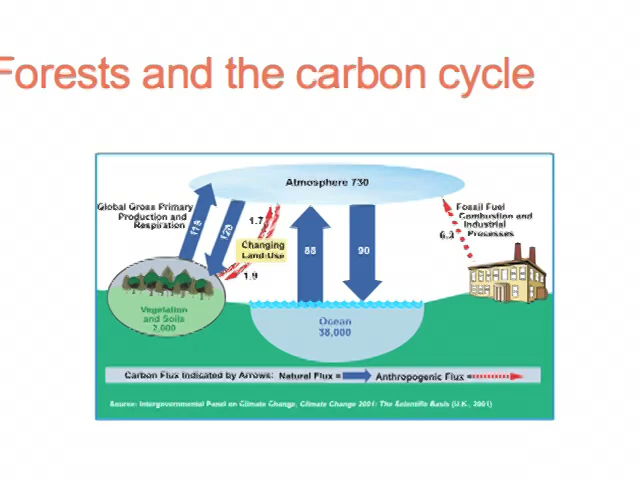 Forests and the carbon cycle
Atmosphere 730
Global Gross Primary
Production and
Respiration
119
120
1.7
Changing
Land-Use
1.9
88
90
Fossil Fuel
Combustion and
Industrial
Processes
6.3
Vegetation
and Soils
2,000
Ocean
38,000
Carbon Flux Indicated by Arrows: Natural Flux = Anthropogenic Flux =
Source: Intergovernmental Panel on Climate Change, Climate Change 2001: The Scientific Basis (U.K., 2001)